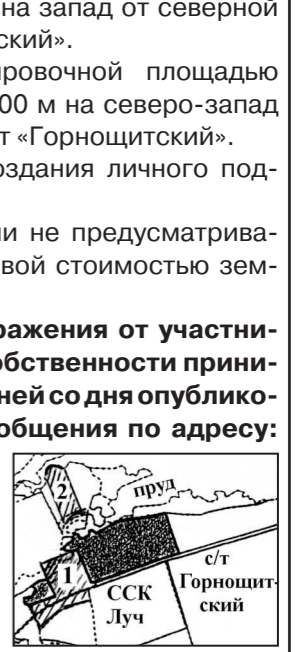 на запад от северной
ский».
ировочной площадью
00 м на северо-запад
т «Горнощитский».
оздания личного под-
и не предусматрива-
вой стоимостью зем-
ражения от участни-
обственности прини-
ней со дня опублико-
общения по адресу:
2
пруд
1
ССК
Луч
с/т
Горнощит-
ский